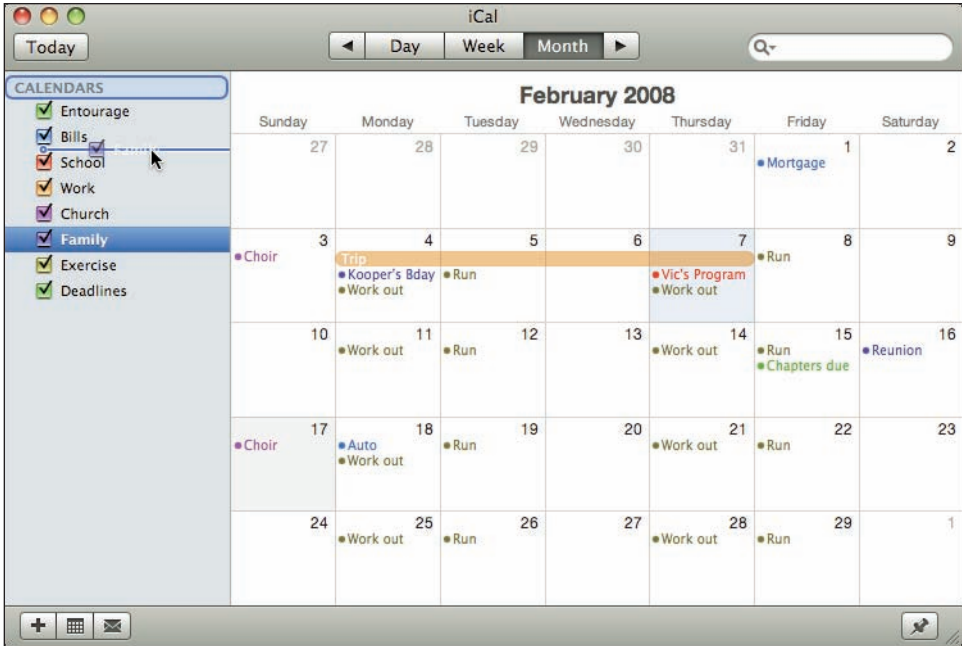 iCal
Today Day Week Month
CALENDARS
Entourage
Bills
Family
School
Work
Church
Family
Exercise
Deadlines
February 2008
Sunday Monday Tuesday Wednesday Thursday Friday Saturday
27 28 29 30 31 1 2
Mortgage
3 4 5 6 7 8 9
Choir Trip Run
Kooper's Bday Run Vic's Program
Work out Work out
10 11 12 13 14 15 16
Work out Run Work out Run Reunion
Chapters due
17 18 19 20 21 22 23
Choir Auto Run Work out Run
Work out
24 25 26 27 28 29 1
Work out Run Work out Run